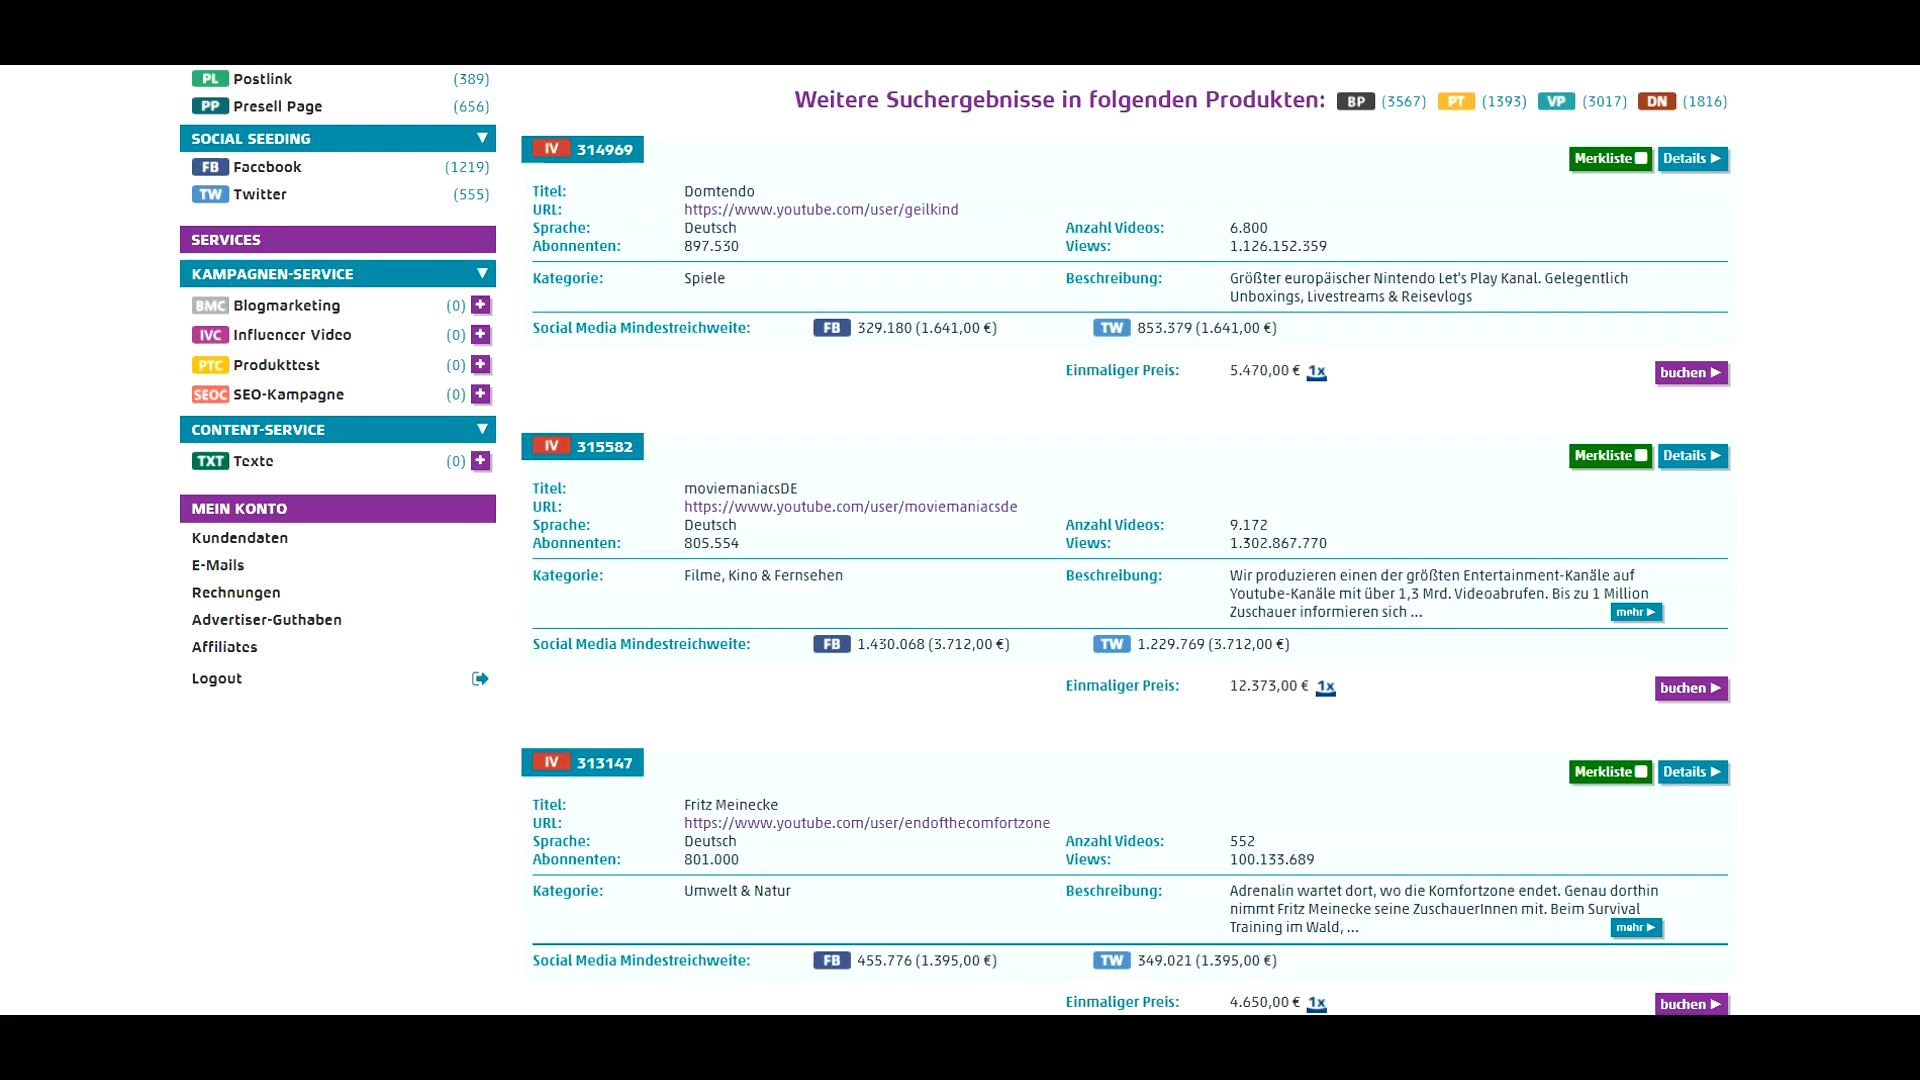 PL Postlink (389)
PP Presell Page (656)
SOCIAL SEEDING ▼
FB Facebook (1219)
TW Twitter (555)
SERVICES
KAMPAGNEN-SERVICE ▼
BMC Blogmarketing (0) +
IVC Influencer Video (0) +
PTC Produkttest (0) +
SEOC SEO-Kampagne (0) +
CONTENT-SERVICE ▼
TXT Texte (0) +
MEIN KONTO
Kundendaten
E-Mails
Rechnungen
Advertiser-Guthaben
Affiliates
Logout
Weitere Suchergebnisse in folgenden Produkten: BP (3567) PT (1393) VP (3017) DN (1816)
IV 314969
Merkliste Details ▶
Titel: Domtendo
URL: https://www.youtube.com/user/geilkind
Sprache: Deutsch Anzahl Videos: 6.800
Abonnenten: 897.530 Views: 1.126.152.359
Kategorie: Spiele Beschreibung: Größter europäischer Nintendo Let's Play Kanal. Gelegentlich
Unboxings, Livestreams & Reisevlogs
Social Media Mindestreichweite: FB 329.180 (1.641,00 €) TW 853.379 (1.641,00 €)
Einmaliger Preis: 5.470,00 € 1x buchen ▶
IV 315582
Merkliste Details ▶
Titel: moviemaniacsDE
URL: https://www.youtube.com/user/moviemaniacsde
Sprache: Deutsch Anzahl Videos: 9.172
Abonnenten: 805.554 Views: 1.302.867.770
Kategorie: Filme, Kino & Fernsehen Beschreibung: Wir produzieren einen der größten Entertainment-Kanäle auf
Youtube-Kanäle mit über 1,3 Mrd. Videoabrufen. Bis zu 1 Million
Zuschauer informieren sich ... mehr ▶
Social Media Mindestreichweite: FB 1.430.068 (3.712,00 €) TW 1.229.769 (3.712,00 €)
Einmaliger Preis: 12.373,00 € 1x buchen ▶
IV 313147
Merkliste Details ▶
Titel: Fritz Meinecke
URL: https://www.youtube.com/user/endofthecomfortzone
Sprache: Deutsch Anzahl Videos: 552
Abonnenten: 801.000 Views: 100.133.689
Kategorie: Umwelt & Natur Beschreibung: Adrenalin wartet dort, wo die Komfortzone endet. Genau dorthin
nimmt Fritz Meinecke seine ZuschauerInnen mit. Beim Survival
Training im Wald, ... mehr ▶
Social Media Mindestreichweite: FB 455.776 (1.395,00 €) TW 349.021 (1.395,00 €)
Einmaliger Preis: 4.650,00 € 1x buchen ▶